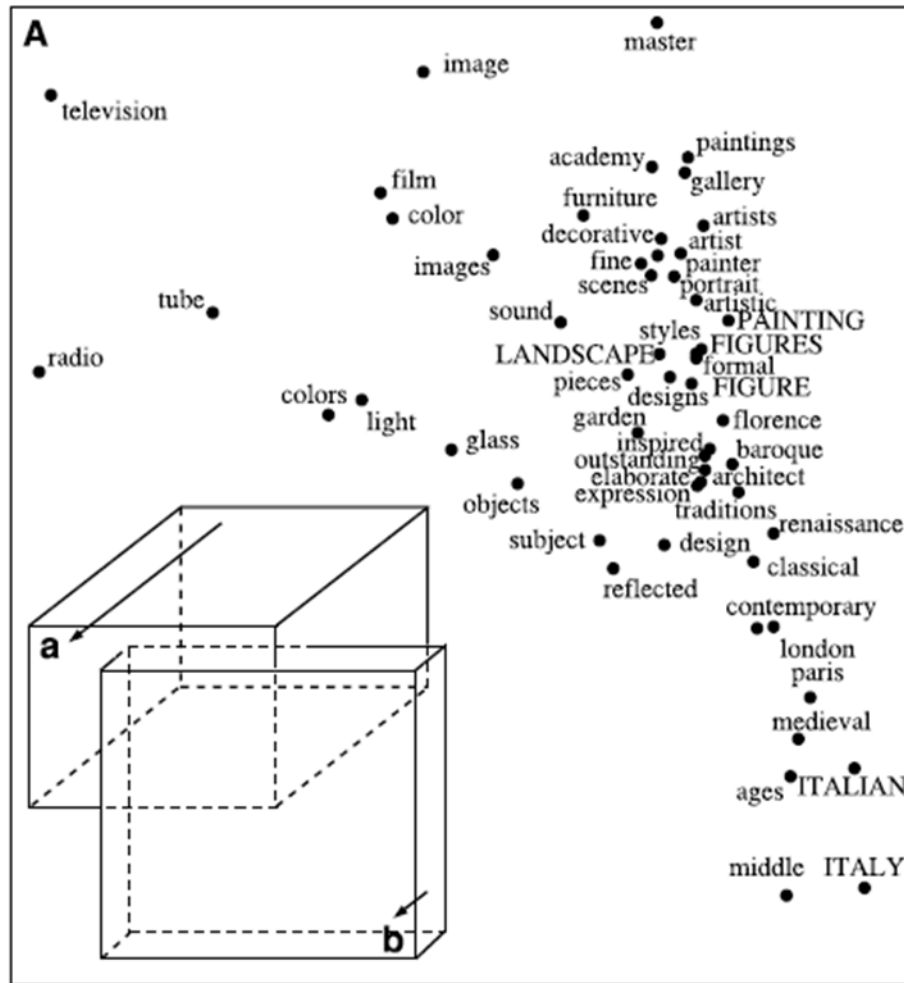 A
master
image
television
paintings
academy
gallery
film
furniture
artists
color
decorative
artist
images
fine
painter
scenes
portrait
tube
artistic
sound
PAINTING
styles
FIGURES
radio
LANDSCAPE
formal
pieces
FIGURE
colors
designs
light
garden
florence
glass
inspired
baroque
outstanding
elaborate
architect
objects
expression
traditions
renaissance
subject
design
classical
reflected
contemporary
a
london
paris
medieval
ages
ITALIAN
middle
ITALY
b